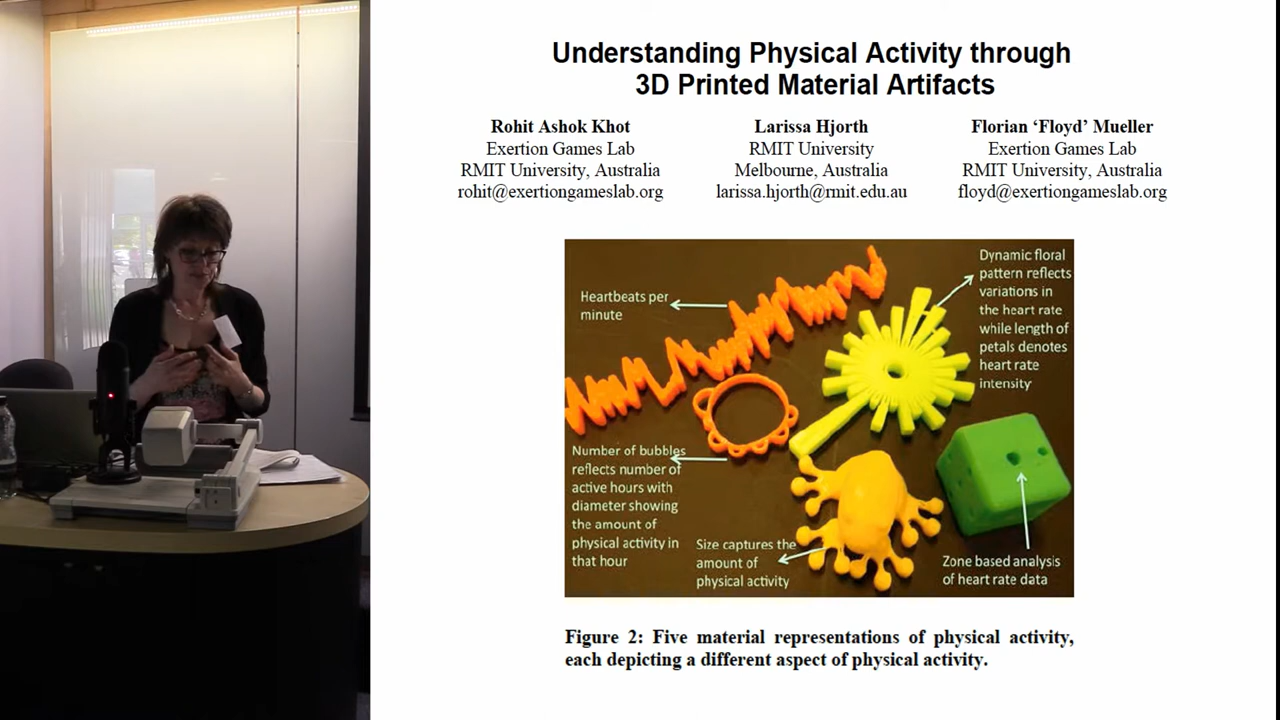 Understanding Physical Activity through
3D Printed Material Artifacts
Rohit Ashok Khot
Exertion Games Lab
RMIT University, Australia
rohit@exertiongameslab.org
Larissa Hjorth
RMIT University
Melbourne, Australia
larissa.hjorth@rmit.edu.au
Florian ‘Floyd’ Mueller
Exertion Games Lab
RMIT University, Australia
floyd@exertiongameslab.org
Heartbeats per
minute
Dynamic floral
pattern reflects
variations in
the heart rate
while length of
petals denotes
heart rate
intensity
Number of bubbles
reflects number of
active hours with
diameter showing
the amount of
physical activity in
that hour
Size captures the
amount of
physical activity
Zone based analysis
of heart rate data
Figure 2: Five material representations of physical activity,
each depicting a different aspect of physical activity.